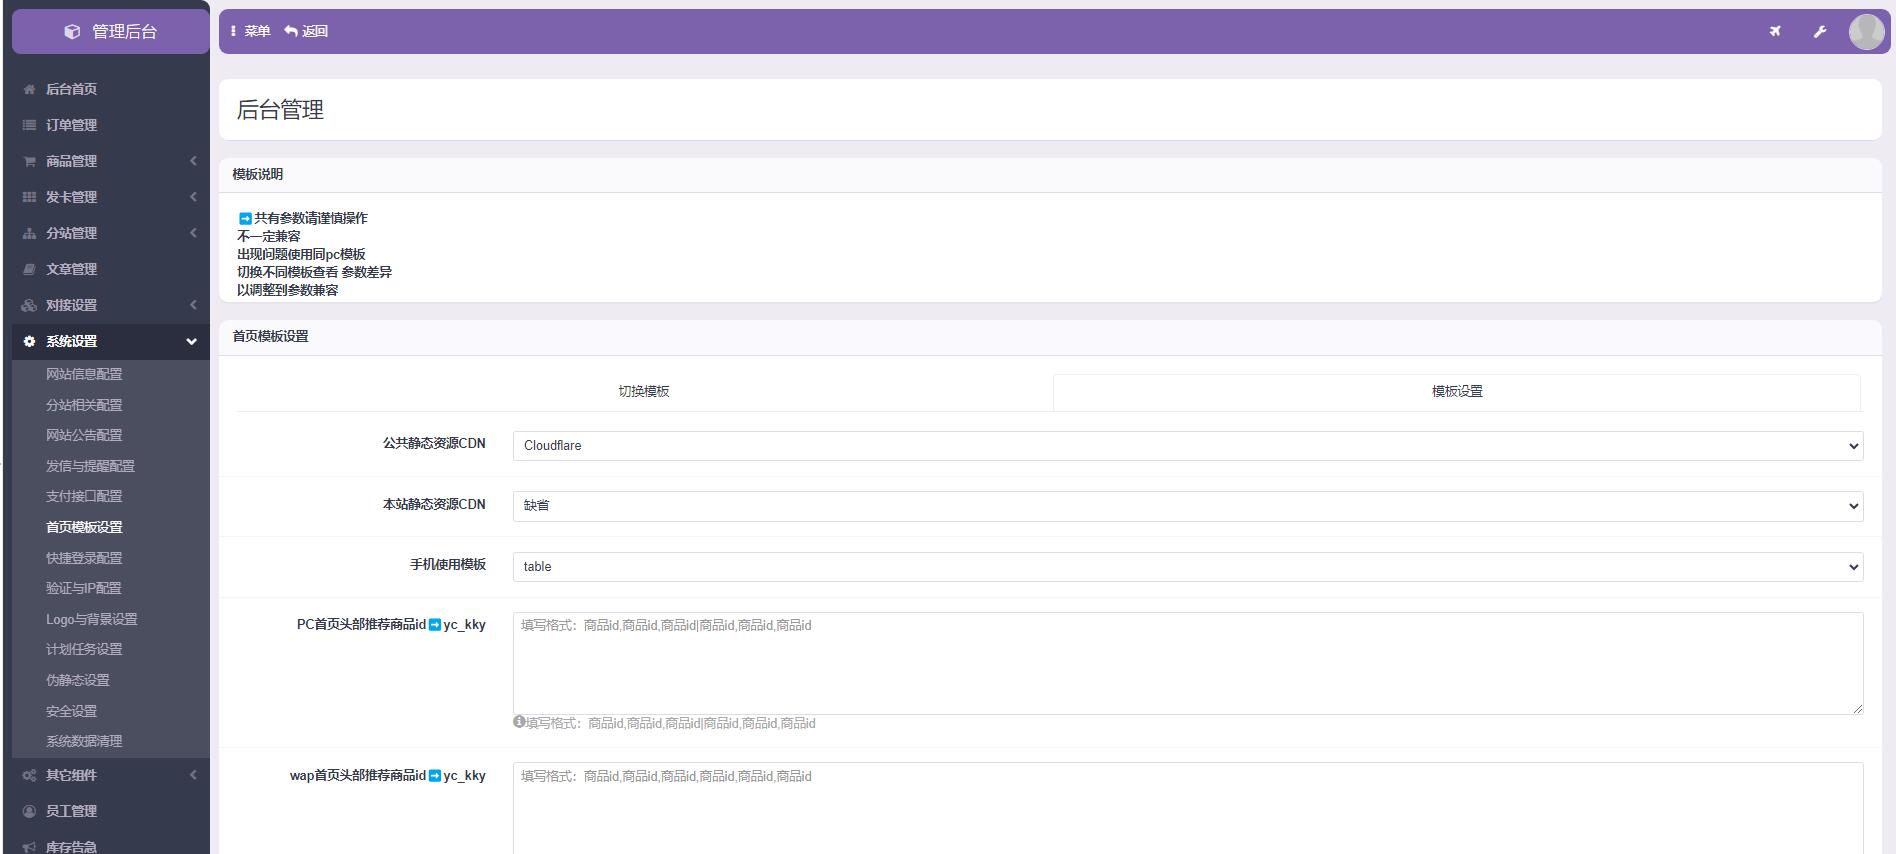 管理后台
菜单 返回
后台首页
订单管理
商品管理
发卡管理
分站管理
文章管理
对接设置
系统设置
网站信息配置
分站相关配置
网站公告配置
发信与提醒配置
支付接口配置
首页模板设置
快捷登录配置
验证与IP配置
Logo与背景设置
计划任务设置
伪静态设置
安全设置
系统数据清理
其它组件
员工管理
库存告急
后台管理
模板说明
➡共有参数请谨慎操作
不一定兼容
出现问题使用同pc模板
切换不同模板查看 参数差异
以调整到参数兼容
首页模板设置
切换模板 模板设置
公共静态资源CDN Cloudflare
本站静态资源CDN 缺省
手机使用模板 table
PC首页头部推荐商品id➡yc_kky 填写格式：商品id,商品id,商品id|商品id,商品id,商品id
填写格式：商品id,商品id,商品id|商品id,商品id,商品id
wap首页头部推荐商品id➡yc_kky 填写格式：商品id,商品id,商品id,商品id,商品id,商品id